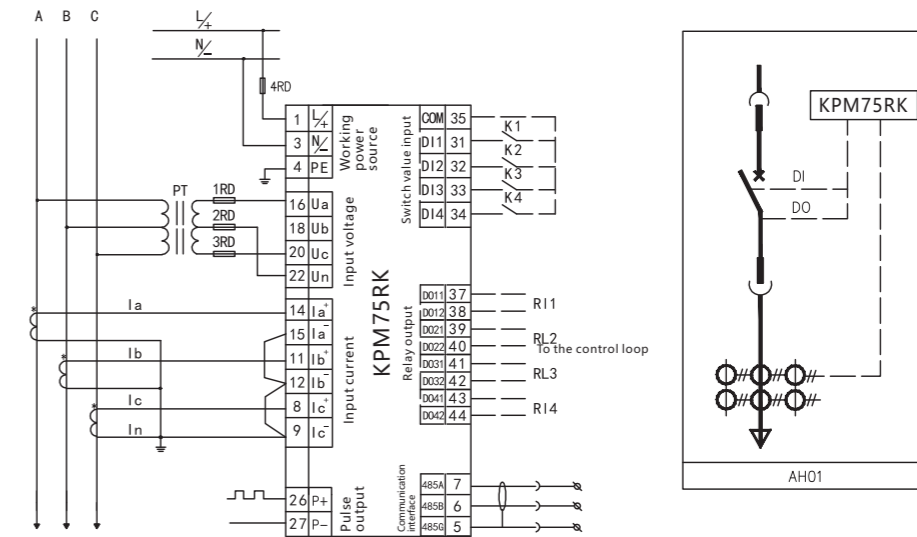 A B C
L/+
N/-
4RD
1 L/+
3 N/-
4 PE
Working
power
source
PT
1RD
2RD
3RD
16 Ua
18 Ub
20 Uc
22 Un
Input voltage
Ia
Ib
Ic
In
14 Ia+
15 Ia-
11 Ib+
12 Ib-
8 Ic+
9 Ic-
Input current
26 P+
27 P-
Pulse
output
KPM75RK
Switch value input
COM 35
DI1 31
DI2 32
DI3 33
DI4 34
K1
K2
K3
K4
Relay output
DO11 37
DO12 38
DO21 39
DO22 40
DO31 41
DO32 42
DO41 43
DO42 44
RI1
RL2
To the control loop
RL3
RI4
Communication
interface
485A 7
485B 6
485G 5
KPM75RK
DI
DO
AH01